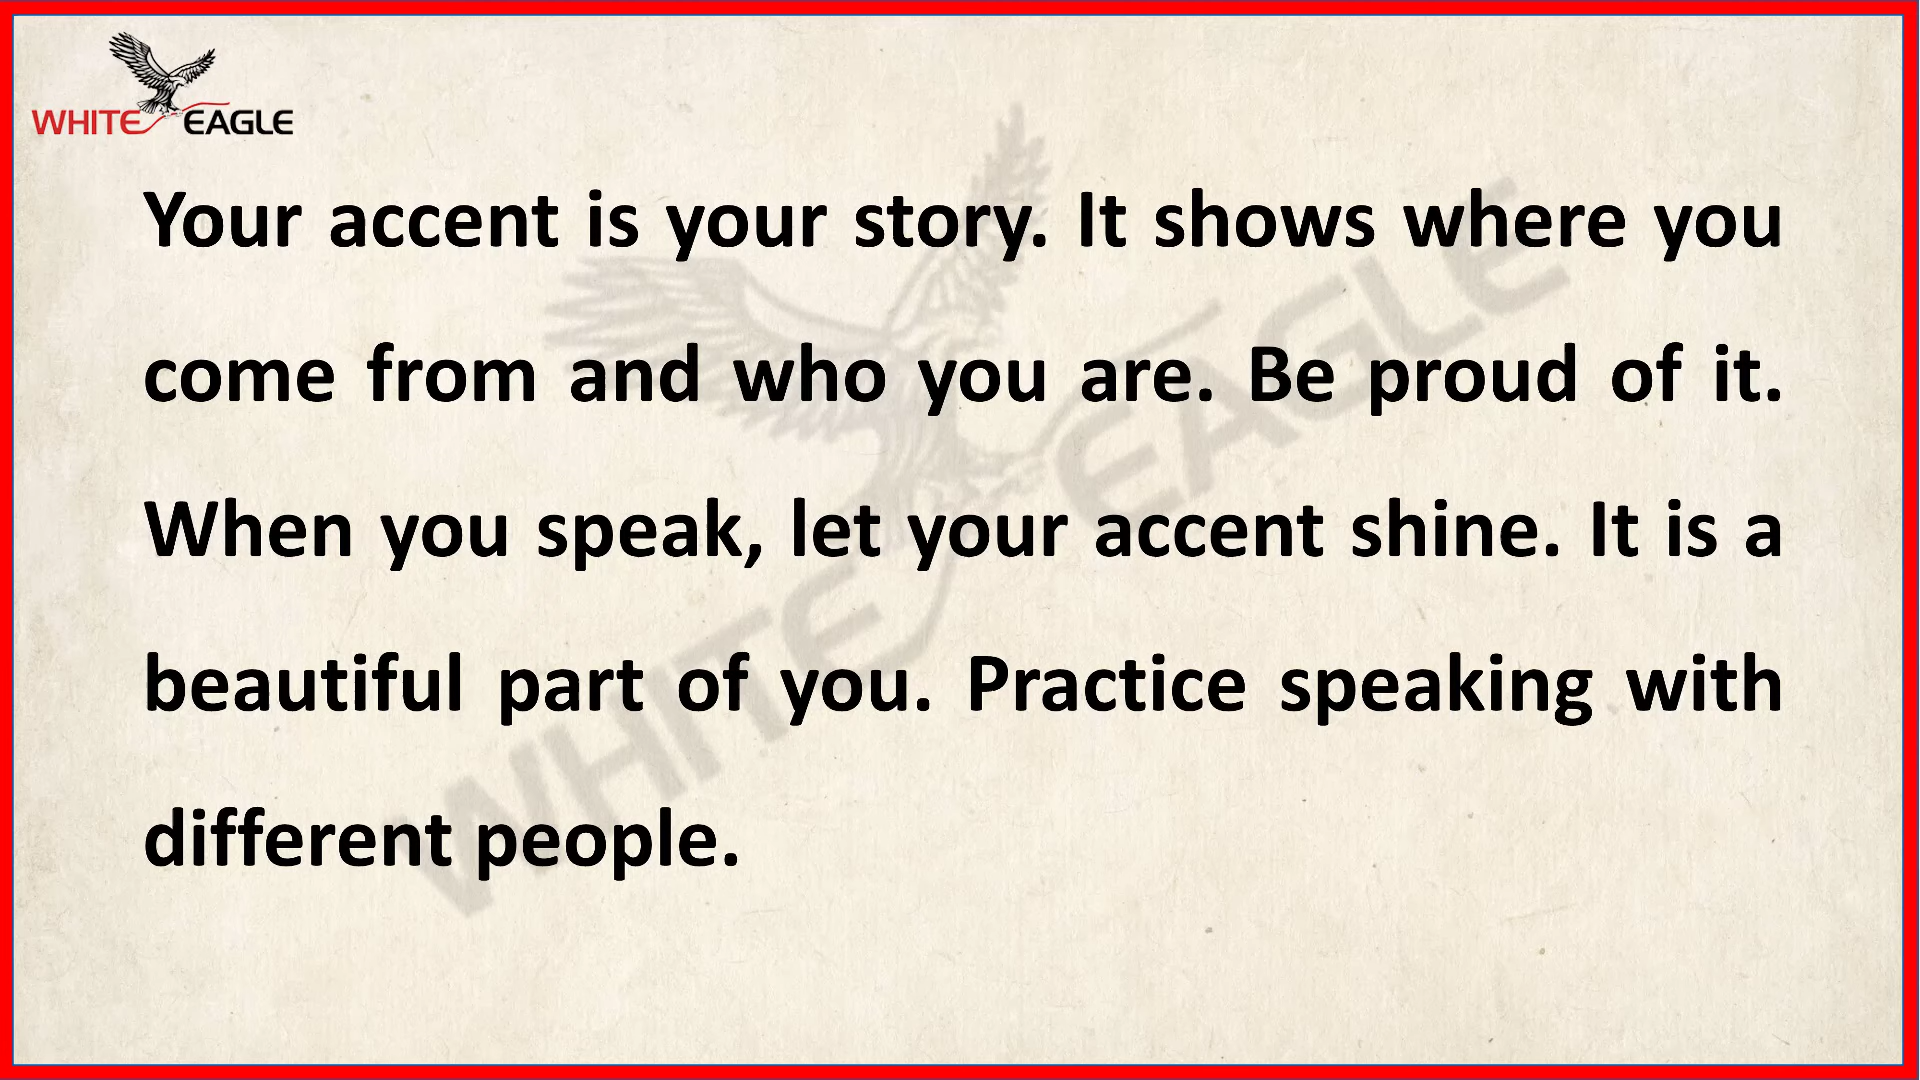 WHITE EAGLE
Your accent is your story. It shows where you
come from and who you are. Be proud of it.
When you speak, let your accent shine. It is a
beautiful part of you. Practice speaking with
different people.
WHITE EAGLE